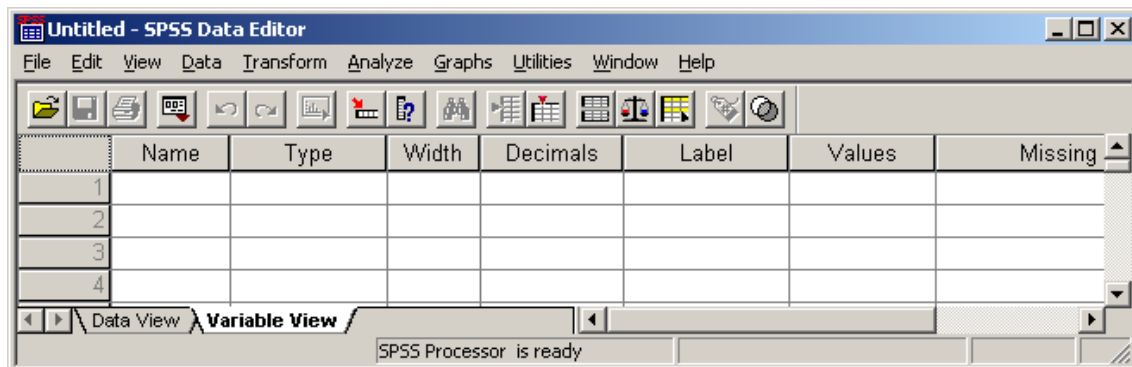 Untitled - SPSS Data Editor
File Edit View Data Transform Analyze Graphs Utilities Window Help
Name Type Width Decimals Label Values Missing
1
2
3
4
Data View Variable View
SPSS Processor is ready